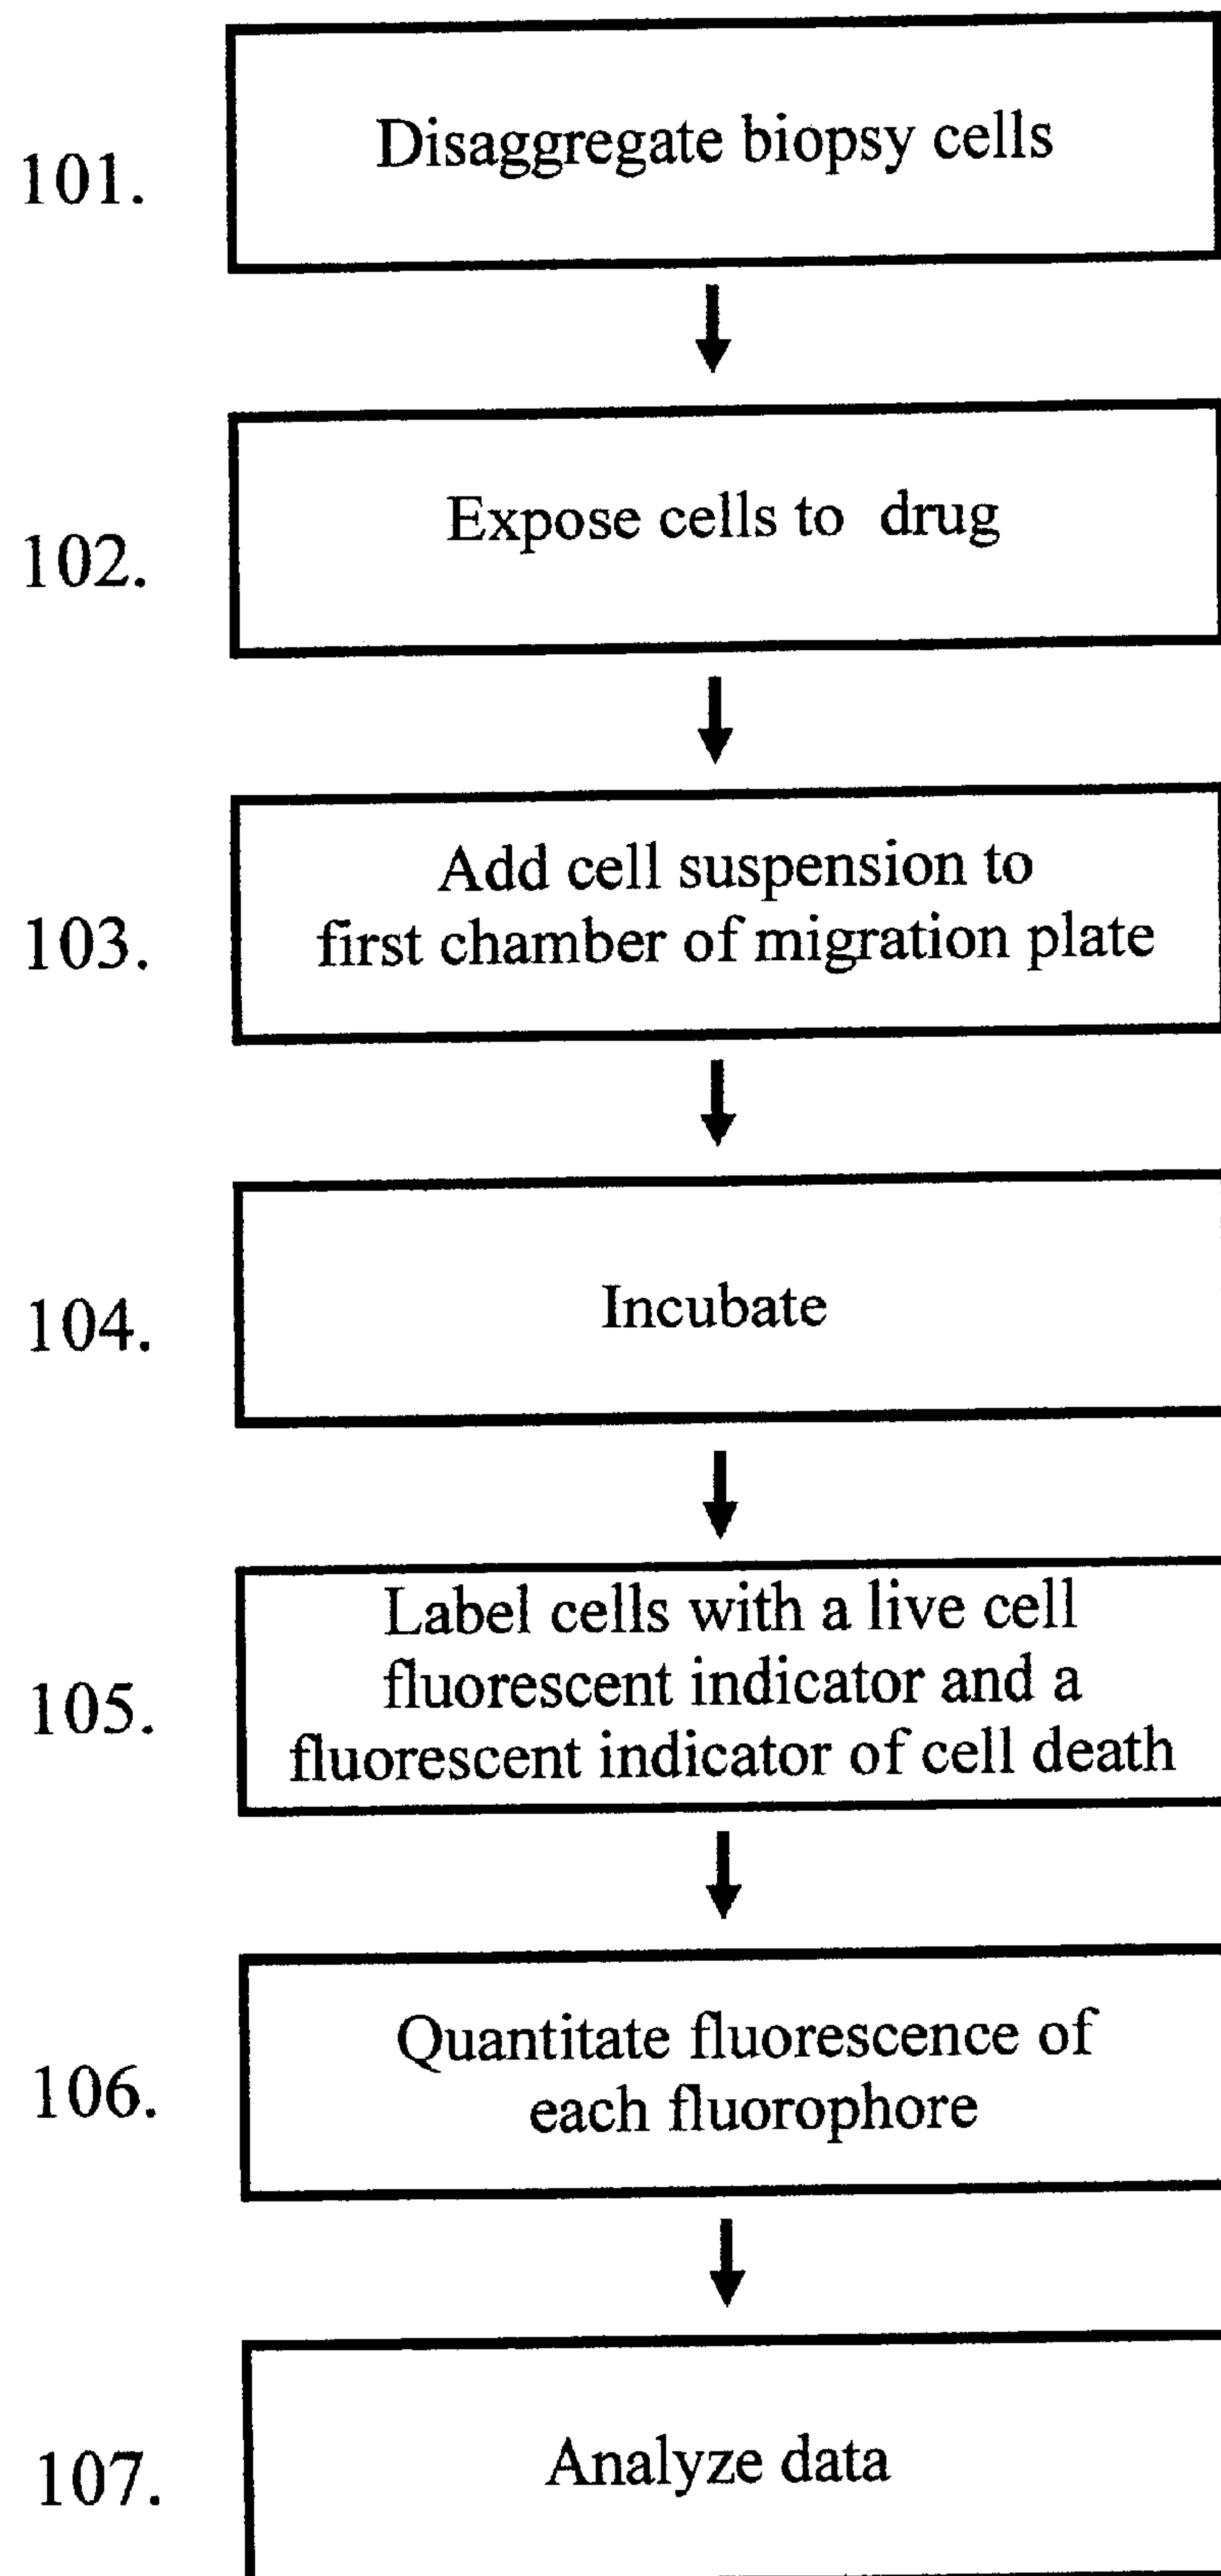 Disaggregate biopsy cells
101.
Expose cells to drug
102.
Add cell suspension to
first chamber of migration plate
103.
Incubate
104.
Label cells with a live cell
fluorescent indicator and a
fluorescent indicator of cell death
105.
Quantitate fluorescence of
each fluorophore
106.
Analyze data
107.